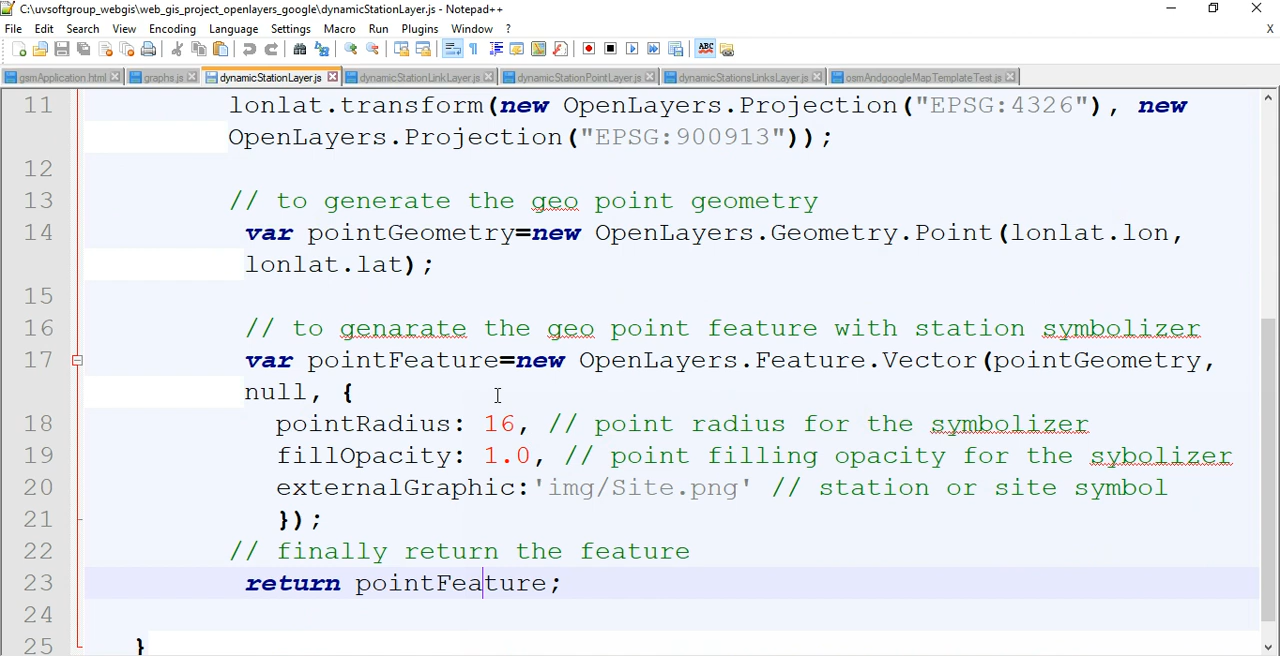 C:\uvsoftgroup_webgis\web_gis_project_openlayers_google\dynamicStationLayer.js - Notepad++
File Edit Search View Encoding Language Settings Macro Run Plugins Window ? X
gsmApplication.html graphs.js dynamicStationLayer.js dynamicStationLinkLayer.js dynamicStationPointLayer.js dynamicStationsLinksLayer.js osmAndgoogleMapTemplateTest.js
11 lonlat.transform(new OpenLayers.Projection("EPSG:4326"), new
OpenLayers.Projection("EPSG:900913"));
12
13 // to generate the geo point geometry
14 var pointGeometry=new OpenLayers.Geometry.Point(lonlat.lon,
lonlat.lat);
15
16 // to genarate the geo point feature with station symbolizer
17 var pointFeature=new OpenLayers.Feature.Vector(pointGeometry,
null, {
18 pointRadius: 16, // point radius for the symbolizer
19 fillOpacity: 1.0, // point filling opacity for the sybolizer
20 externalGraphic:'img/Site.png' // station or site symbol
21 });
22 // finally return the feature
23 return pointFeature;
24
25 }